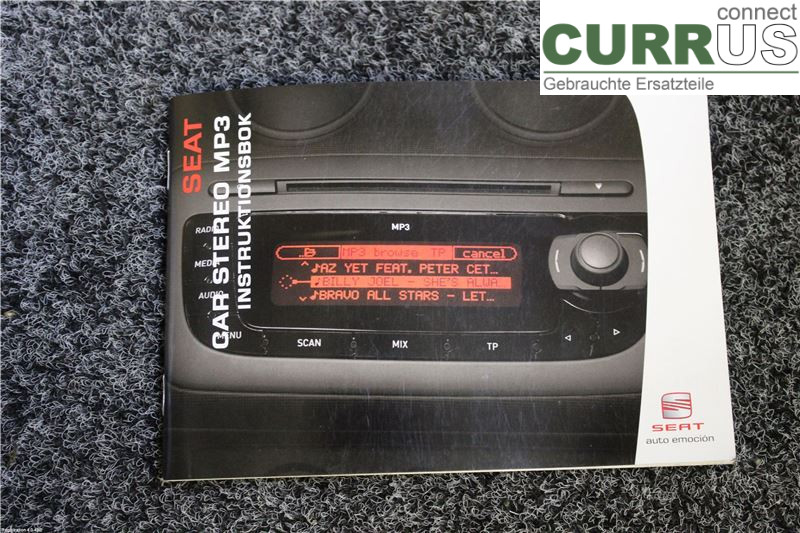 connect
CURRUS
Gebrauchte Ersatzteile
SEAT
CAR STEREO MP3
INSTRUKTIONSBOK
MP3
RADIO
MEDIA
AUDIO
MENU
MP3 browse TP cancel
AZ YET FEAT. PETER CET…
BILLY JOEL - SHE'S ALWA
BRAVO ALL STARS - LET…
SCAN
MIX
TP
SEAT
auto emoción